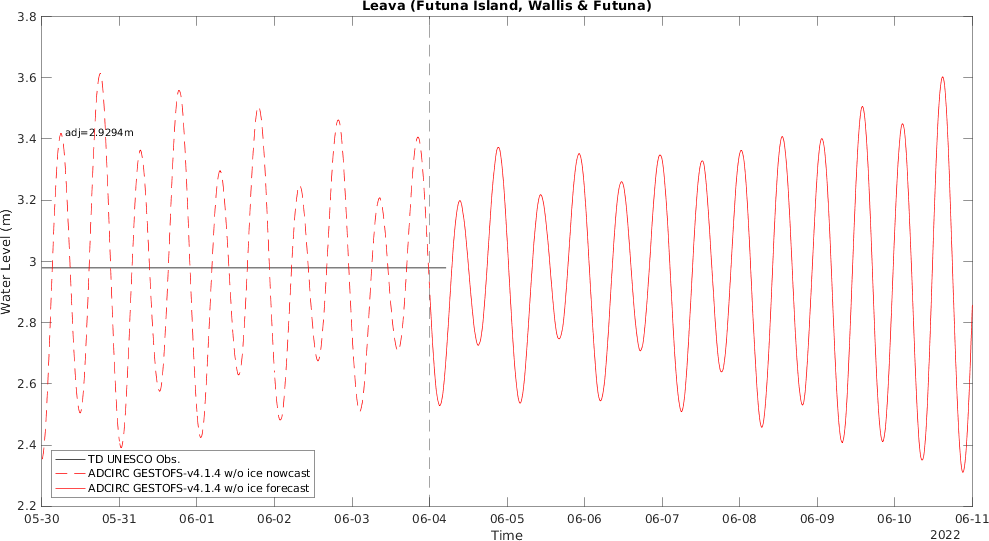 Leava (Futuna Island, Wallis & Futuna)
3.8
3.6
adj=2.9294m
3.4
3.2
3
2.8
2.6
2.4
2.2
Water Level (m)
TD UNESCO Obs.
ADCIRC GESTOFS-v4.1.4 w/o ice nowcast
ADCIRC GESTOFS-v4.1.4 w/o ice forecast
05-30 05-31 06-01 06-02 06-03 06-04 06-05 06-06 06-07 06-08 06-09 06-10 06-11
Time
2022